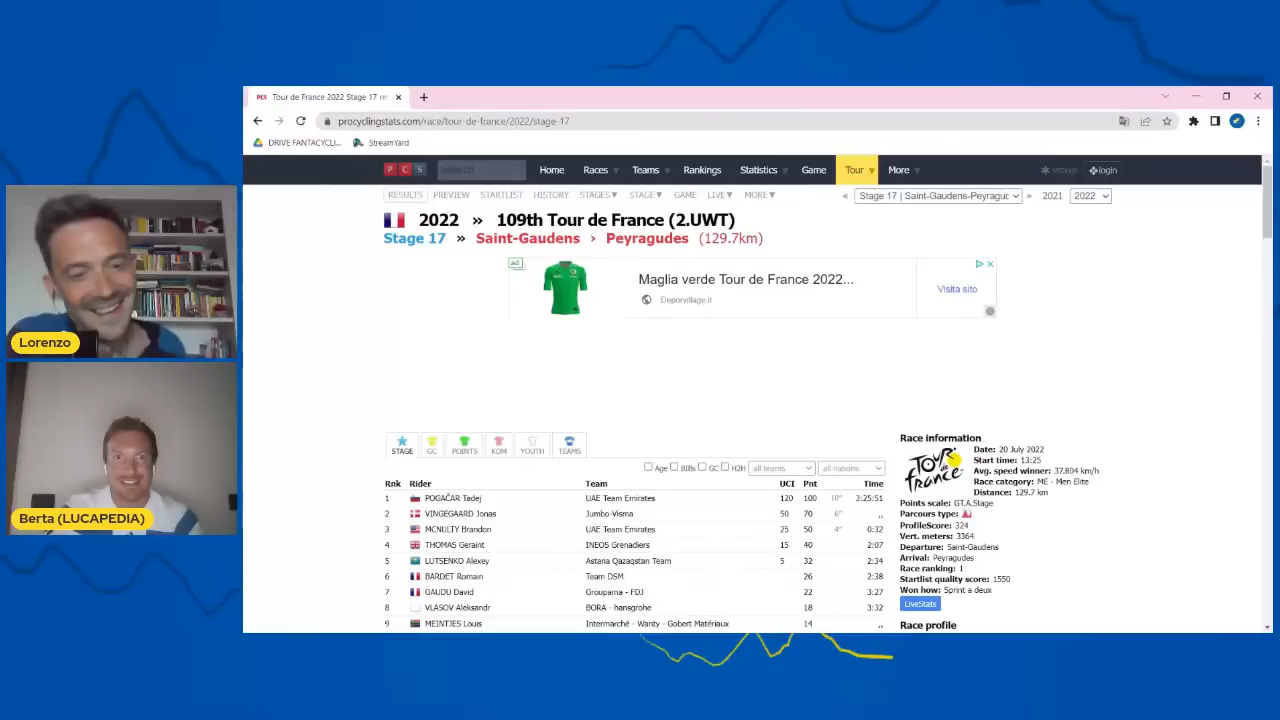 Tour de France 2022 Stage 17 re
procyclingstats.com/race/tour-de-france/2022/stage-17
DRIVE FANTACYCLI... StreamYard
P C S Search Home Races Teams Rankings Statistics Game Tour More settings login
RESULTS PREVIEW STARTLIST HISTORY STAGES▼ STAGE▼ GAME LIVE▼ MORE▼ « Stage 17 | Saint-Gaudens-Peyragud » 2021 2022
2022 » 109th Tour de France (2.UWT)
Stage 17 » Saint-Gaudens › Peyragudes (129.7km)
ad
Maglia verde Tour de France 2022...
Deporvillage.it
Visita sito
STAGE GC POINTS KOM YOUTH TEAMS
Age BIBs GC H2H all teams all nations
Rnk Rider Team UCI Pnt Time
1 POGAČAR Tadej UAE Team Emirates 120 100 10" 3:25:51
2 VINGEGAARD Jonas Jumbo-Visma 50 70 6" ,,
3 MCNULTY Brandon UAE Team Emirates 25 50 4" 0:32
4 THOMAS Geraint INEOS Grenadiers 15 40 2:07
5 LUTSENKO Alexey Astana Qazaqstan Team 5 32 2:34
6 BARDET Romain Team DSM 26 2:38
7 GAUDU David Groupama - FDJ 22 3:27
8 VLASOV Aleksandr BORA - hansgrohe 18 3:32
9 MEINTJES Louis Intermarché - Wanty - Gobert Matériaux 14 ,,
Race information
TOUR de france
Date: 20 July 2022
Start time: 13:25
Avg. speed winner: 37.804 km/h
Race category: ME - Men Elite
Distance: 129.7 km
Points scale: GT.A.Stage
Parcours type:
ProfileScore: 324
Vert. meters: 3364
Departure: Saint-Gaudens
Arrival: Peyragudes
Race ranking: 1
Startlist quality score: 1550
Won how: Sprint a deux
LiveStats
Race profile
Lorenzo
Berta (LUCAPEDIA)